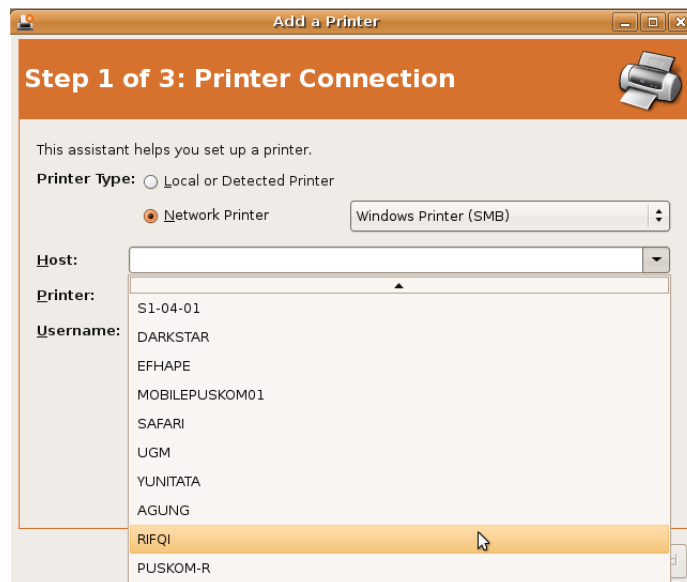 Add a Printer
Step 1 of 3: Printer Connection
This assistant helps you set up a printer.
Printer Type:
Local or Detected Printer
Network Printer
Windows Printer (SMB)
Host:
Printer:
Username:
S1-04-01
DARKSTAR
EFHAPE
MOBILEPUSKOM01
SAFARI
UGM
YUNITATA
AGUNG
RIFQI
PUSKOM-R